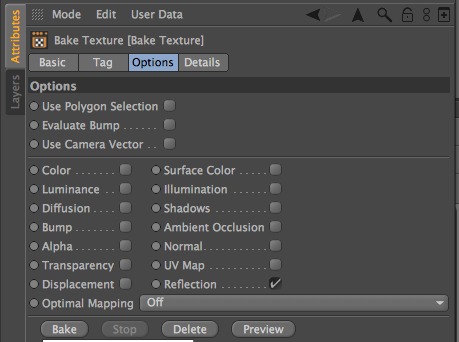 Attributes
Layers
Mode Edit User Data
Bake Texture [Bake Texture]
Basic Tag Options Details
Options
Use Polygon Selection
Evaluate Bump . . . . . .
Use Camera Vector . .
Color . . . . . . Surface Color . . . .
Luminance . . Illumination . . . . . .
Diffusion . . . . Shadows . . . . . . . .
Bump . . . . . . Ambient Occlusion
Alpha . . . . . . Normal. . . . . . . . . .
Transparency UV Map . . . . . . . . .
Displacement Reflection . . . . . . . .
Optimal Mapping Off
Bake Stop Delete Preview